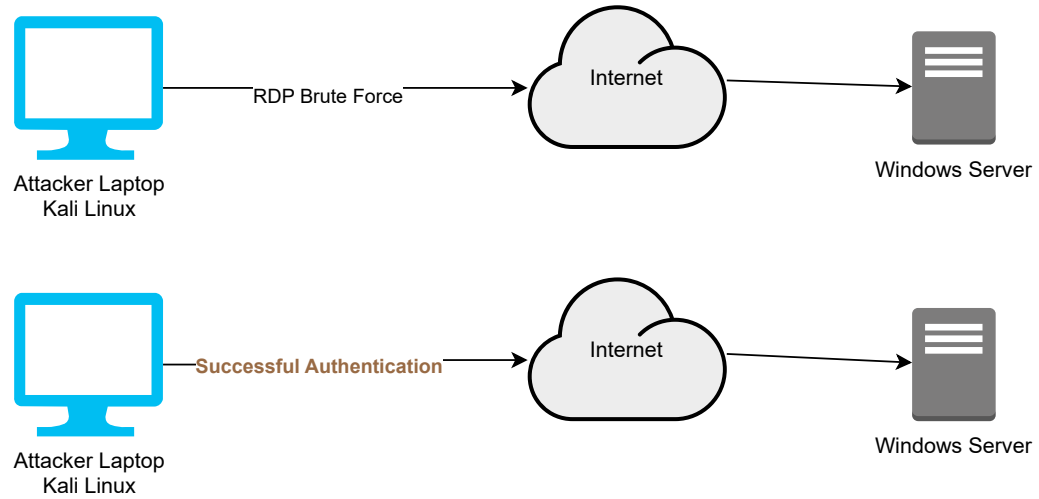 Internet
RDP Brute Force
Windows Server
Attacker Laptop
Kali Linux
Internet
Successful Authentication
Windows Server
Attacker Laptop
Kali Linux